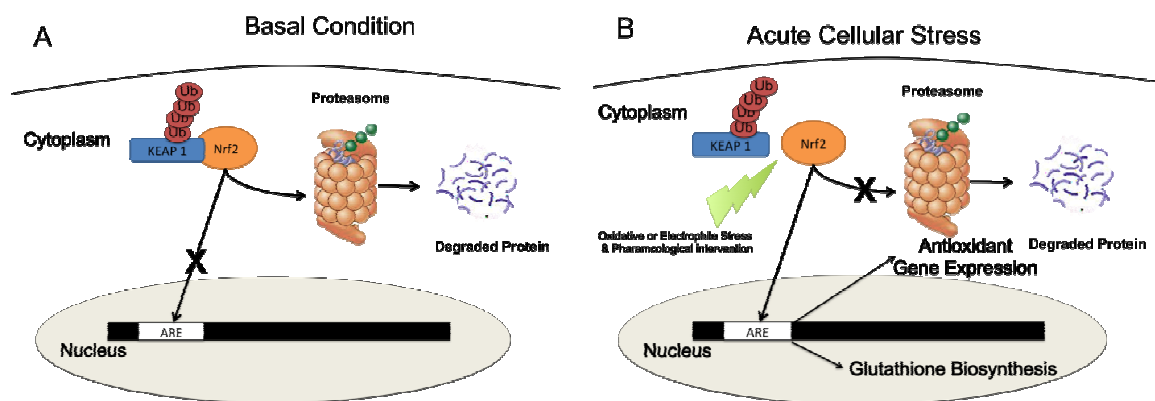 A
Basal Condition
Proteasome
Ub
Ub
Ub
Ub
Cytoplasm
KEAP 1
Nrf2
Degraded Protein
X
ARE
Nucleus
B
Acute Cellular Stress
Proteasome
Ub
Ub
Ub
Ub
Cytoplasm
KEAP 1
Nrf2
X
Oxidative or Electrophile Stress
& Pharamcological Intervention
Degraded Protein
Antioxidant
Gene Expression
ARE
Nucleus
Glutathione Biosynthesis